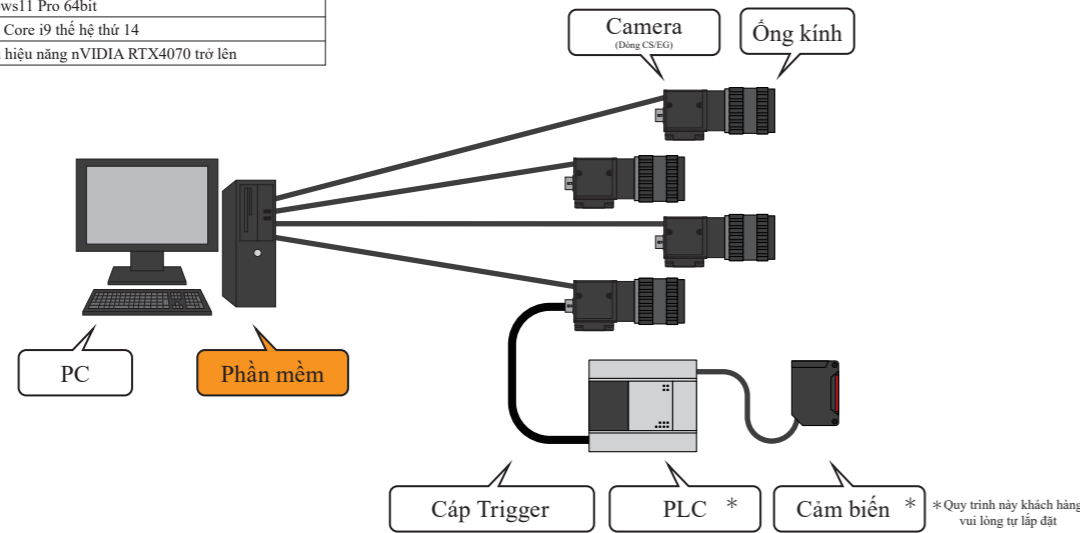 ws11 Pro 64bit
Core i9 thế hệ thứ 14
hiệu năng nVIDIA RTX4070 trở lên
Camera
(Dòng CS/EG)
Ống kính
PC
Phần mềm
Cáp Trigger
PLC *
Cảm biến *
*Quy trình này khách hàng
vui lòng tự lắp đặt